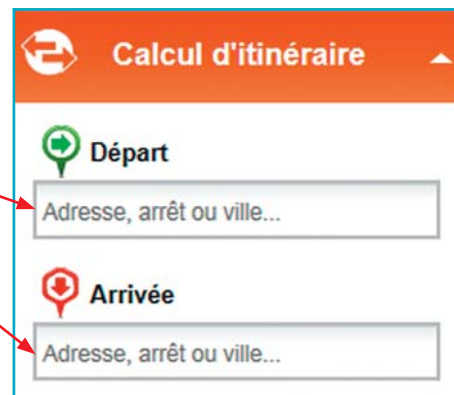 Calcul d'itinéraire
Départ
Adresse, arrêt ou ville...
Arrivée
Adresse, arrêt ou ville...